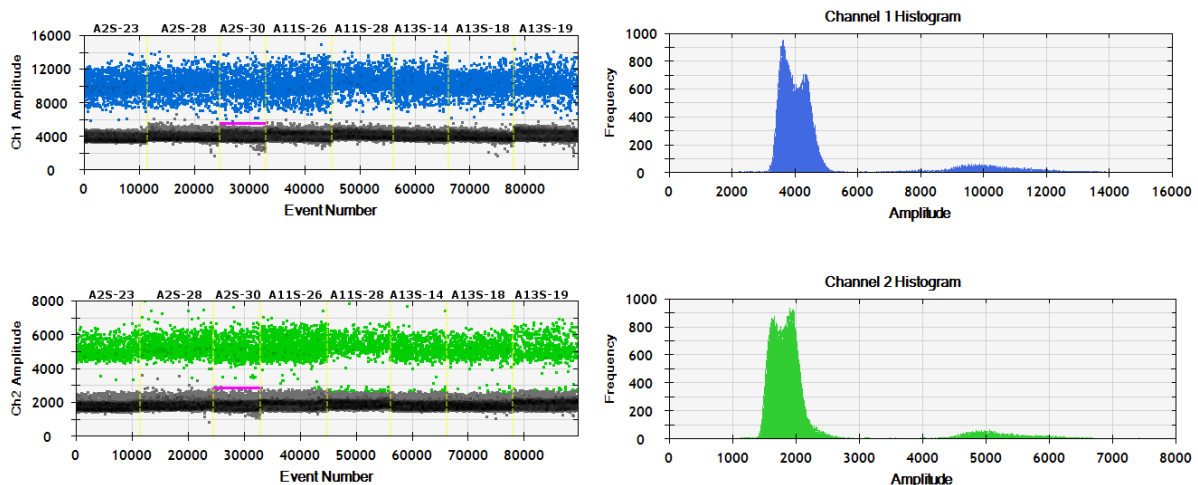 A2S-23 A2S-28 A2S-30 A11S-26 A11S-28 A13S-14 A13S-18 A13S-19
16000
12000
8000
4000
0
Ch1 Amplitude
0 10000 20000 30000 40000 50000 60000 70000 80000
Event Number
Channel 1 Histogram
1000
800
600
400
200
0
Frequency
0 2000 4000 6000 8000 10000 12000 14000 16000
Amplitude
A2S-23 A2S-28 A2S-30 A11S-26 A11S-28 A13S-14 A13S-18 A13S-19
8000
6000
4000
2000
0
Ch2 Amplitude
0 10000 20000 30000 40000 50000 60000 70000 80000
Event Number
Channel 2 Histogram
1000
800
600
400
200
0
Frequency
0 1000 2000 3000 4000 5000 6000 7000 8000
Amplitude